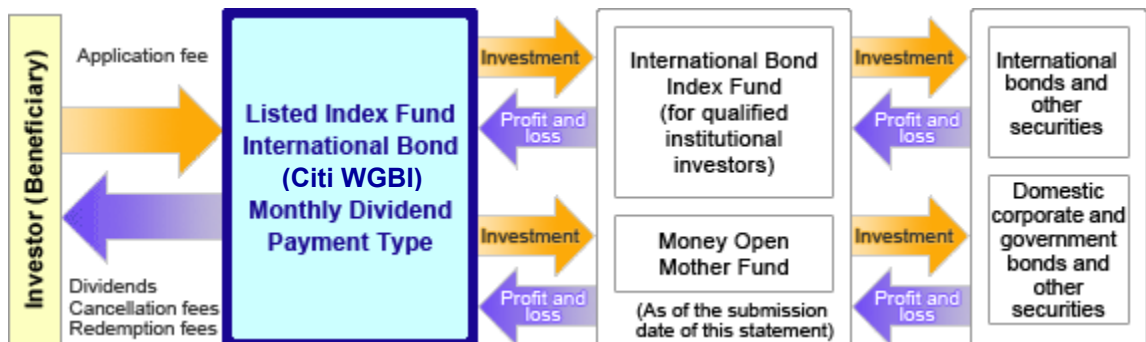 Investor (Beneficiary)
Application fee
Dividends
Cancellation fees
Redemption fees
Listed Index Fund
International Bond
(Citi WGBI)
Monthly Dividend
Payment Type
Investment
Profit and
loss
Investment
Profit and
loss
International Bond
Index Fund
(for qualified
institutional
investors)
Money Open
Mother Fund
(As of the submission
date of this statement)
Investment
Profit and
loss
Investment
Profit and
loss
International
bonds and
other
securities
Domestic
corporate and
government
bonds and
other
securities